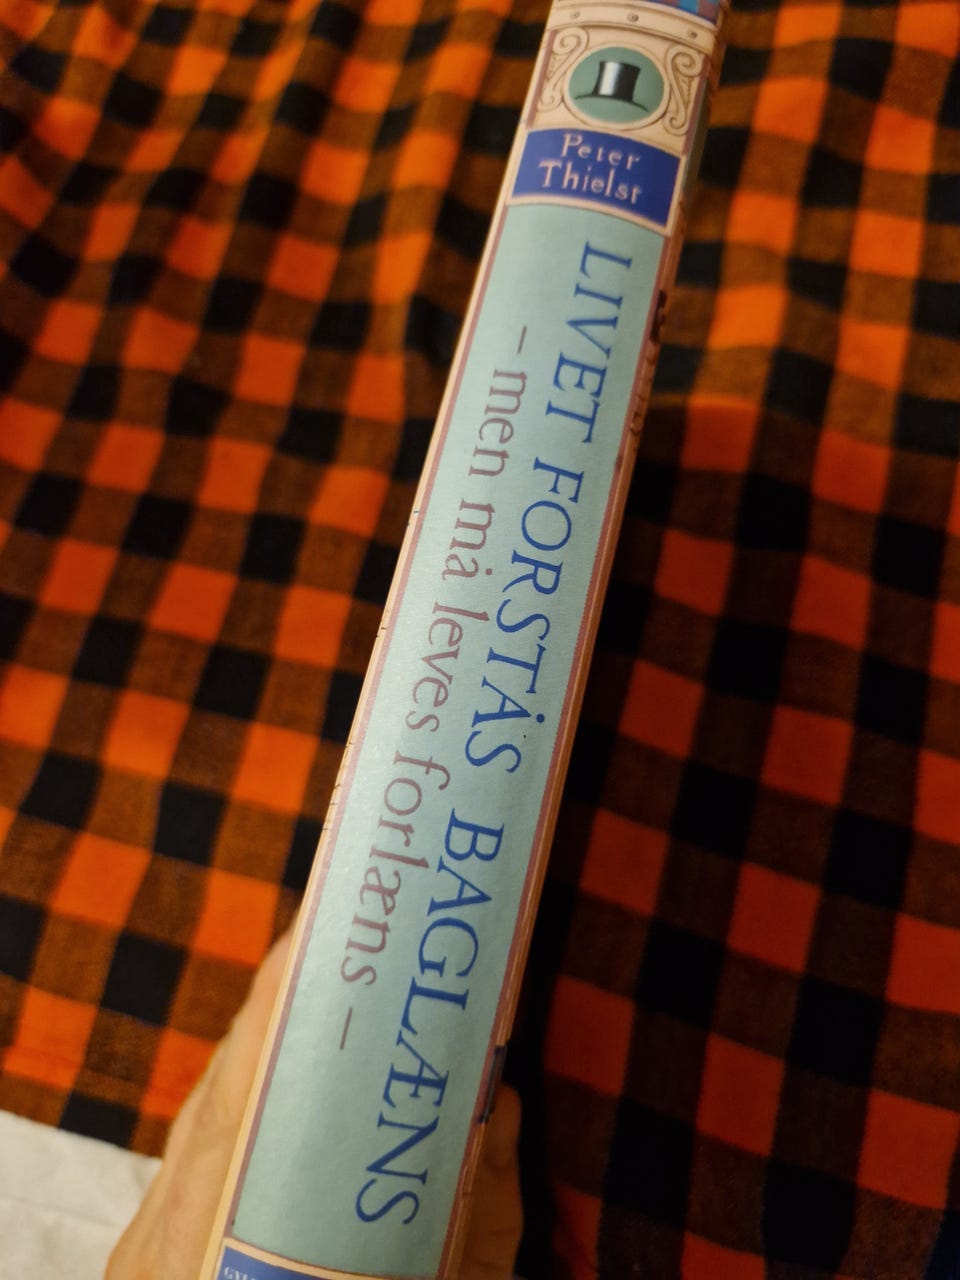 Peter
Thielst
LIVET FORSTÅS BAGLÆNS
– men må leves forlæns –